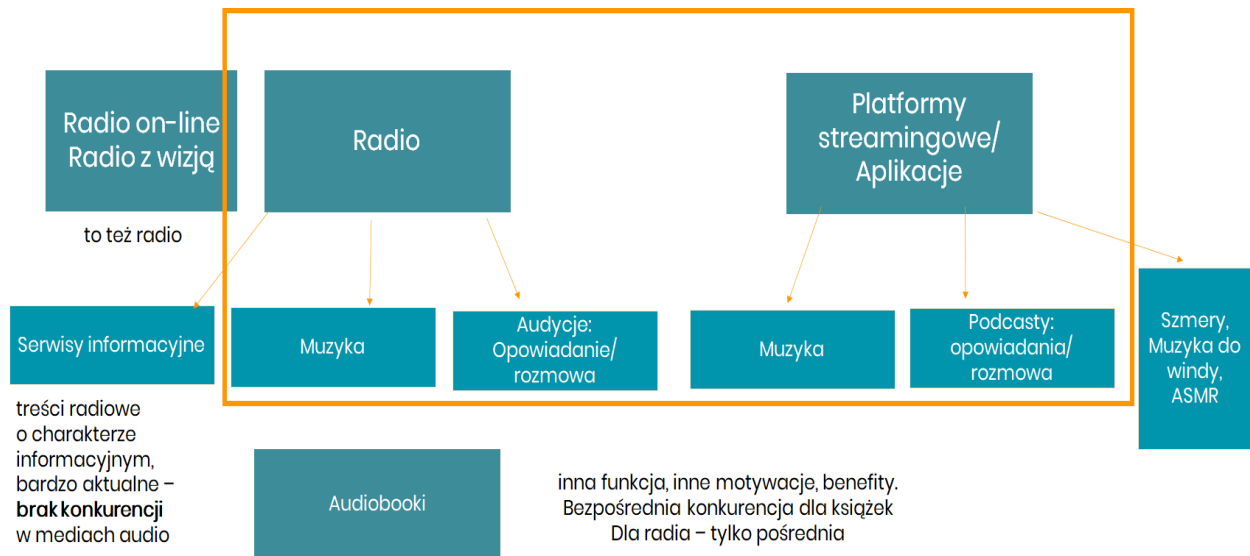 Radio on-line
Radio z wizją
to też radio
Radio
Platformy
streamingowe/
Aplikacje
Serwisy informacyjne
Muzyka
Audycje:
Opowiadanie/
rozmowa
Muzyka
Podcasty:
opowiadania/
rozmowa
Szmery,
Muzyka do
windy,
ASMR
treści radiowe
o charakterze
informacyjnym,
bardzo aktualne –
brak konkurencji
w mediach audio
Audiobooki
inna funkcja, inne motywacje, benefity.
Bezpośrednia konkurencja dla książek
Dla radia – tylko pośrednia